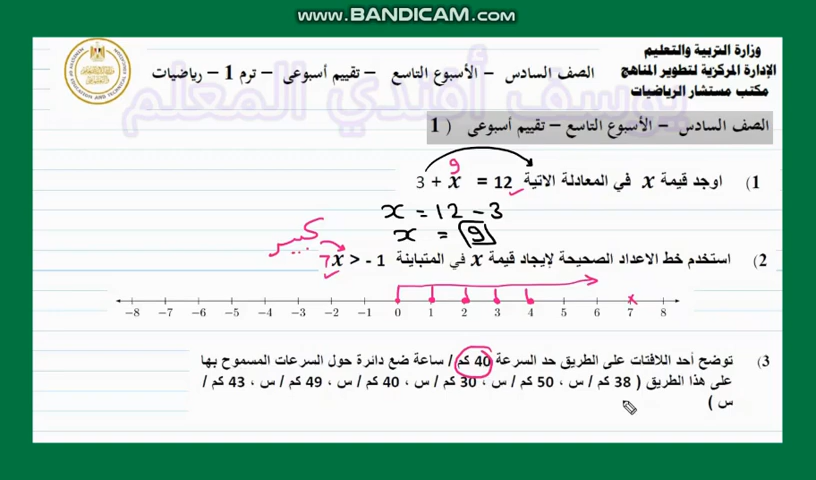 www.BANDICAM.com
وزارة التربية والتعليم
الإدارة المركزية لتطوير المناهج
مكتب مستشار الرياضيات
الصف السادس – الأسبوع التاسع – تقييم أسبوعى – ترم 1 – رياضيات
يوسف أفندي المعلم
الصف السادس – الأسبوع التاسع – تقييم أسبوعى ( 1
1) اوجد قيمة x في المعادلة الاتية 3 + x = 12
9
x = 12 - 3
x = 9
كبير
2) استخدم خط الاعداد الصحيحة لإيجاد قيمة x في المتباينة x > - 1
7
-8 -7 -6 -5 -4 -3 -2 -1 0 1 2 3 4 5 6 7 8
3) توضح أحد اللافتات على الطريق حد السرعة 40 كم / ساعة ضع دائرة حول السرعات المسموح بها
على هذا الطريق ( 38 كم / س ، 50 كم / س ، 30 كم / س ، 40 كم / س ، 49 كم / س ، 43 كم /
س )